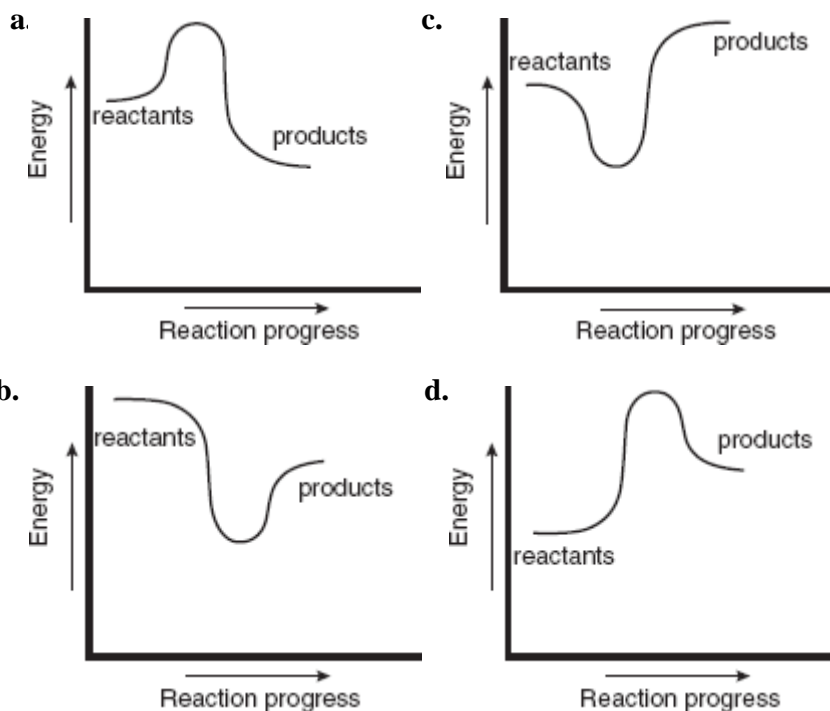 a.
Energy
reactants
products
Reaction progress
c.
Energy
reactants
products
Reaction progress
b.
Energy
reactants
products
Reaction progress
d.
Energy
reactants
products
Reaction progress